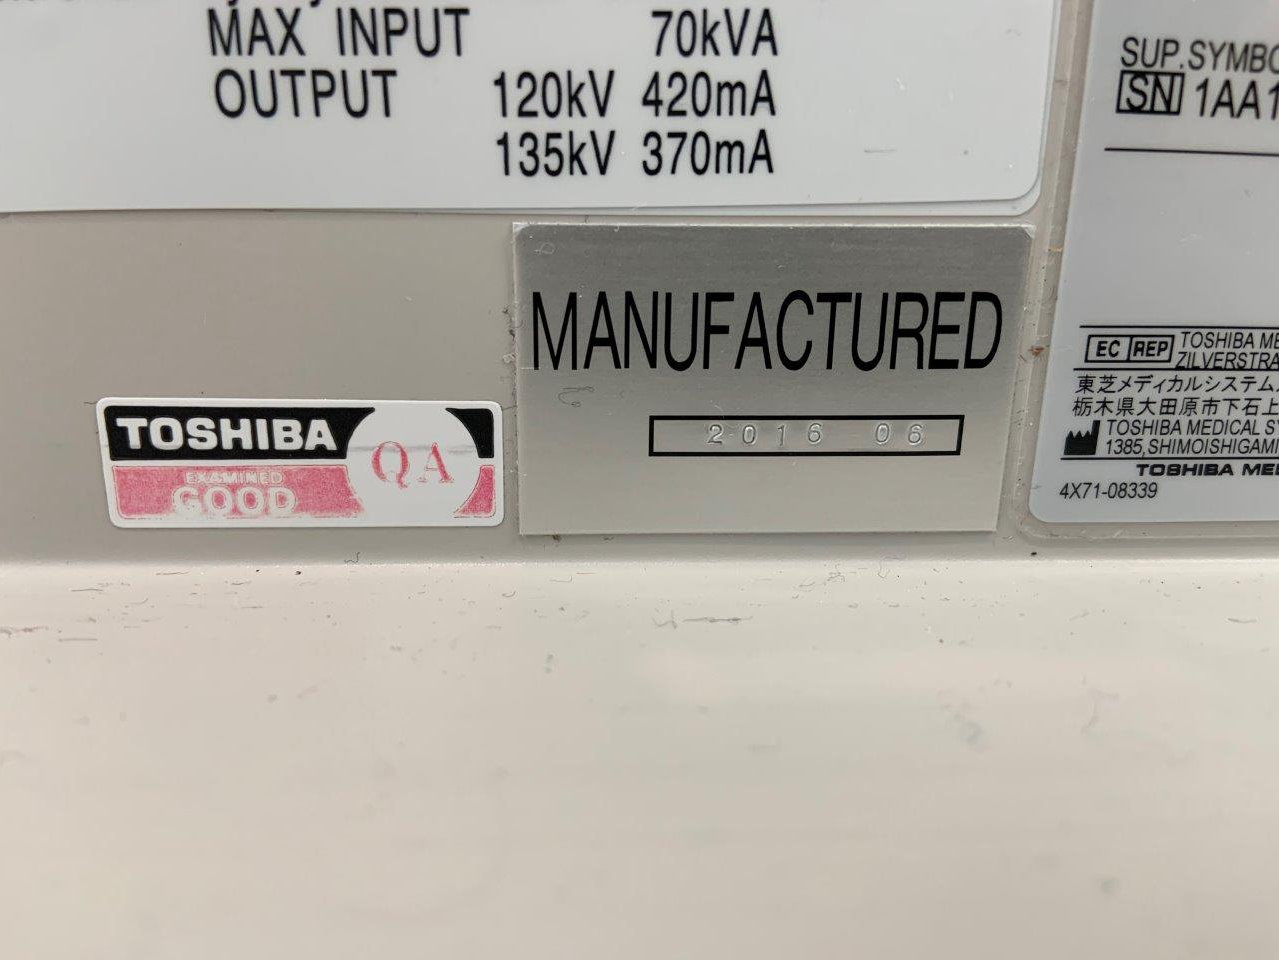 MAX INPUT 70kVA
OUTPUT 120kV 420mA
135kV 370mA
SUP.SYMBO
SN 1AA1
MANUFACTURED
2016 06
TOSHIBA
QA
EXAMINED
GOOD
EC REP TOSHIBA ME
ZILVERSTRA
東芝メディカルシステム
栃木県大田原市下石上
TOSHIBA MEDICAL SY
1385,SHIMOISHIGAMI
TOSHIBA MED
4X71-08339